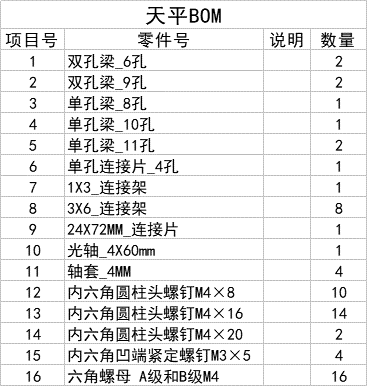 天平BOM
项目号 零件号 说明 数量
1 双孔梁_6孔 2
2 双孔梁_9孔 2
3 单孔梁_8孔 1
4 单孔梁_10孔 1
5 单孔梁_11孔 2
6 单孔连接片_4孔 1
7 1X3_连接架 1
8 3X6_连接架 8
9 24X72MM_连接片 1
10 光轴_4X60mm 1
11 轴套_4MM 4
12 内六角圆柱头螺钉M4×8 10
13 内六角圆柱头螺钉M4×16 14
14 内六角圆柱头螺钉M4×20 2
15 内六角凹端紧定螺钉M3×5 4
16 六角螺母 A级和B级M4 16